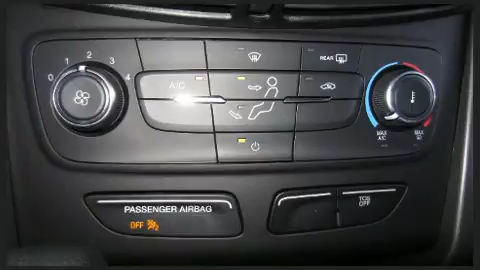 0 1 2 3 4
A/C
REAR
MAX A/C
MAX
PASSENGER AIRBAG
OFF
TCS OFF